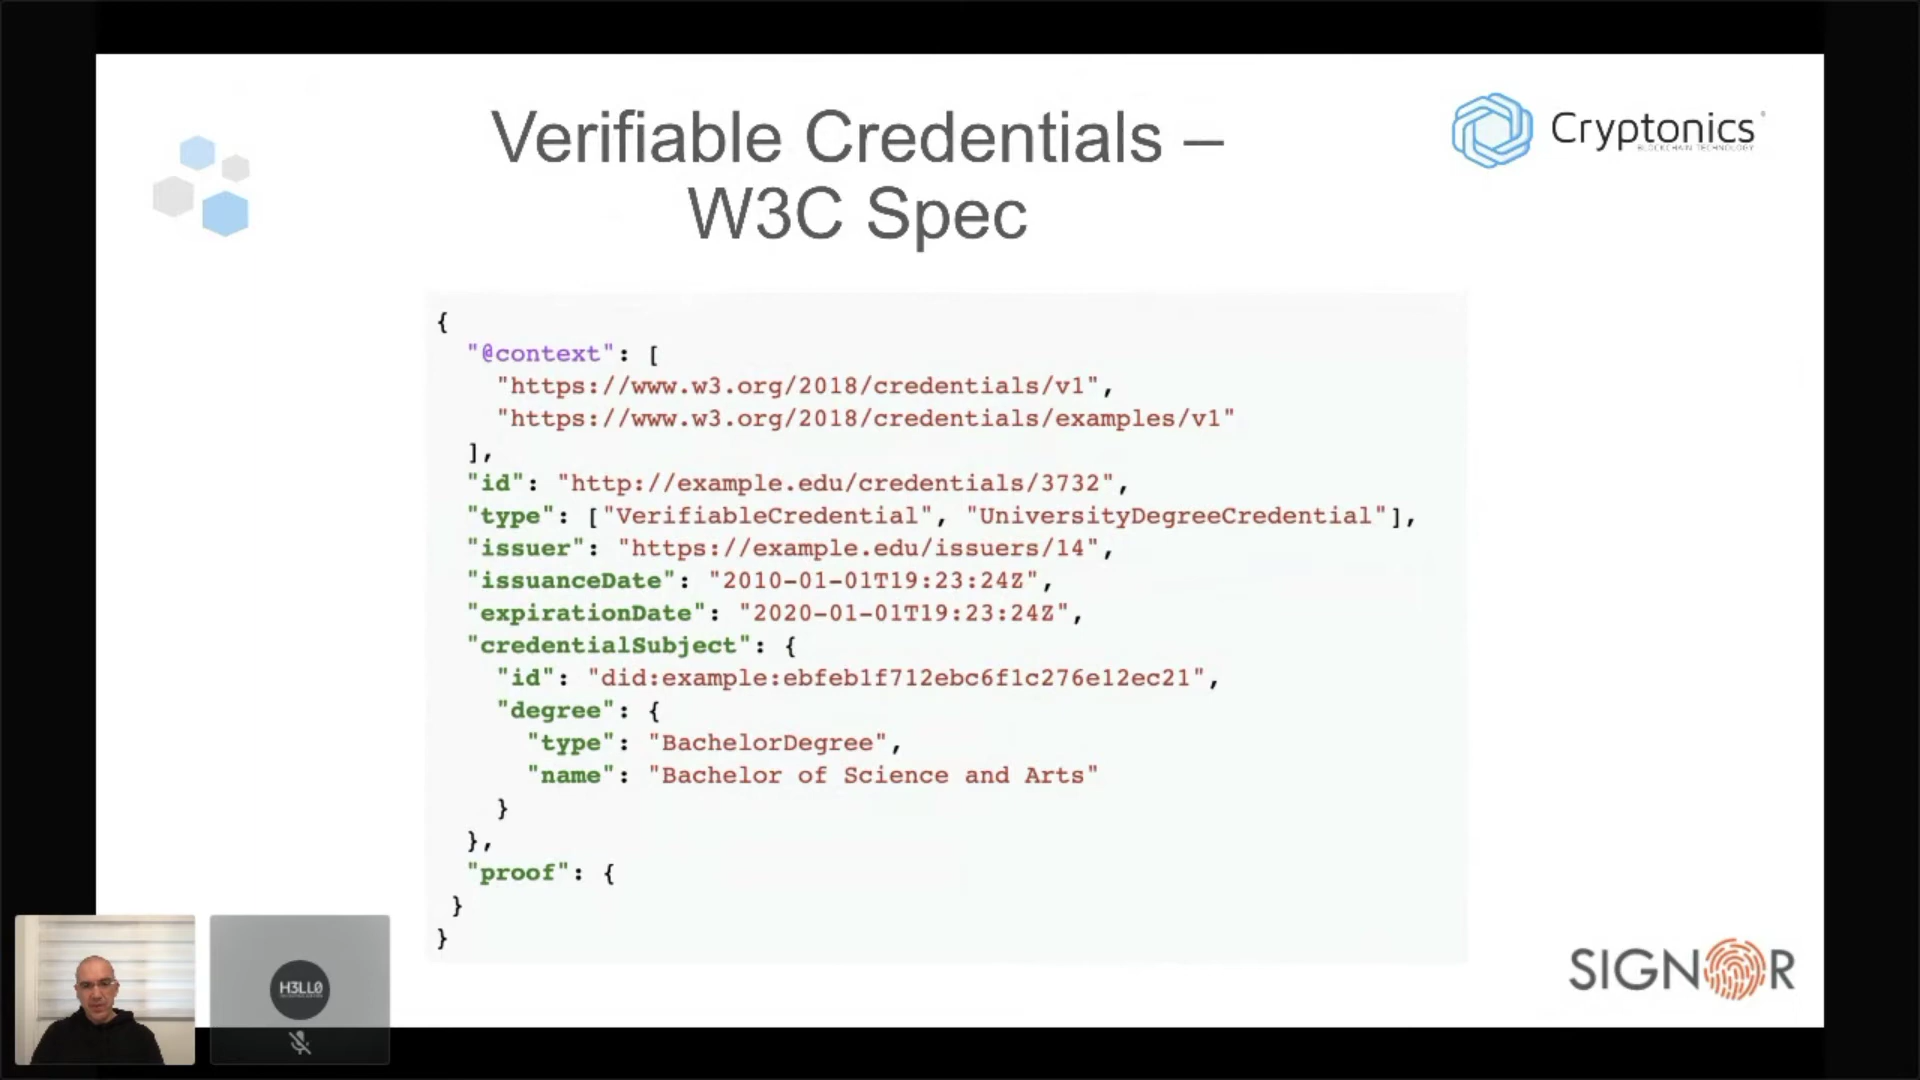 Verifiable Credentials –
W3C Spec
Cryptonics
BLOCKCHAIN TECHNOLOGY
{
"@context": [
"https://www.w3.org/2018/credentials/v1",
"https://www.w3.org/2018/credentials/examples/v1"
],
"id": "http://example.edu/credentials/3732",
"type": ["VerifiableCredential", "UniversityDegreeCredential"],
"issuer": "https://example.edu/issuers/14",
"issuanceDate": "2010-01-01T19:23:24Z",
"expirationDate": "2020-01-01T19:23:24Z",
"credentialSubject": {
"id": "did:example:ebfeb1f712ebc6f1c276e12ec21",
"degree": {
"type": "BachelorDegree",
"name": "Bachelor of Science and Arts"
}
},
"proof": {
}
}
H3LL0
SIGNOR